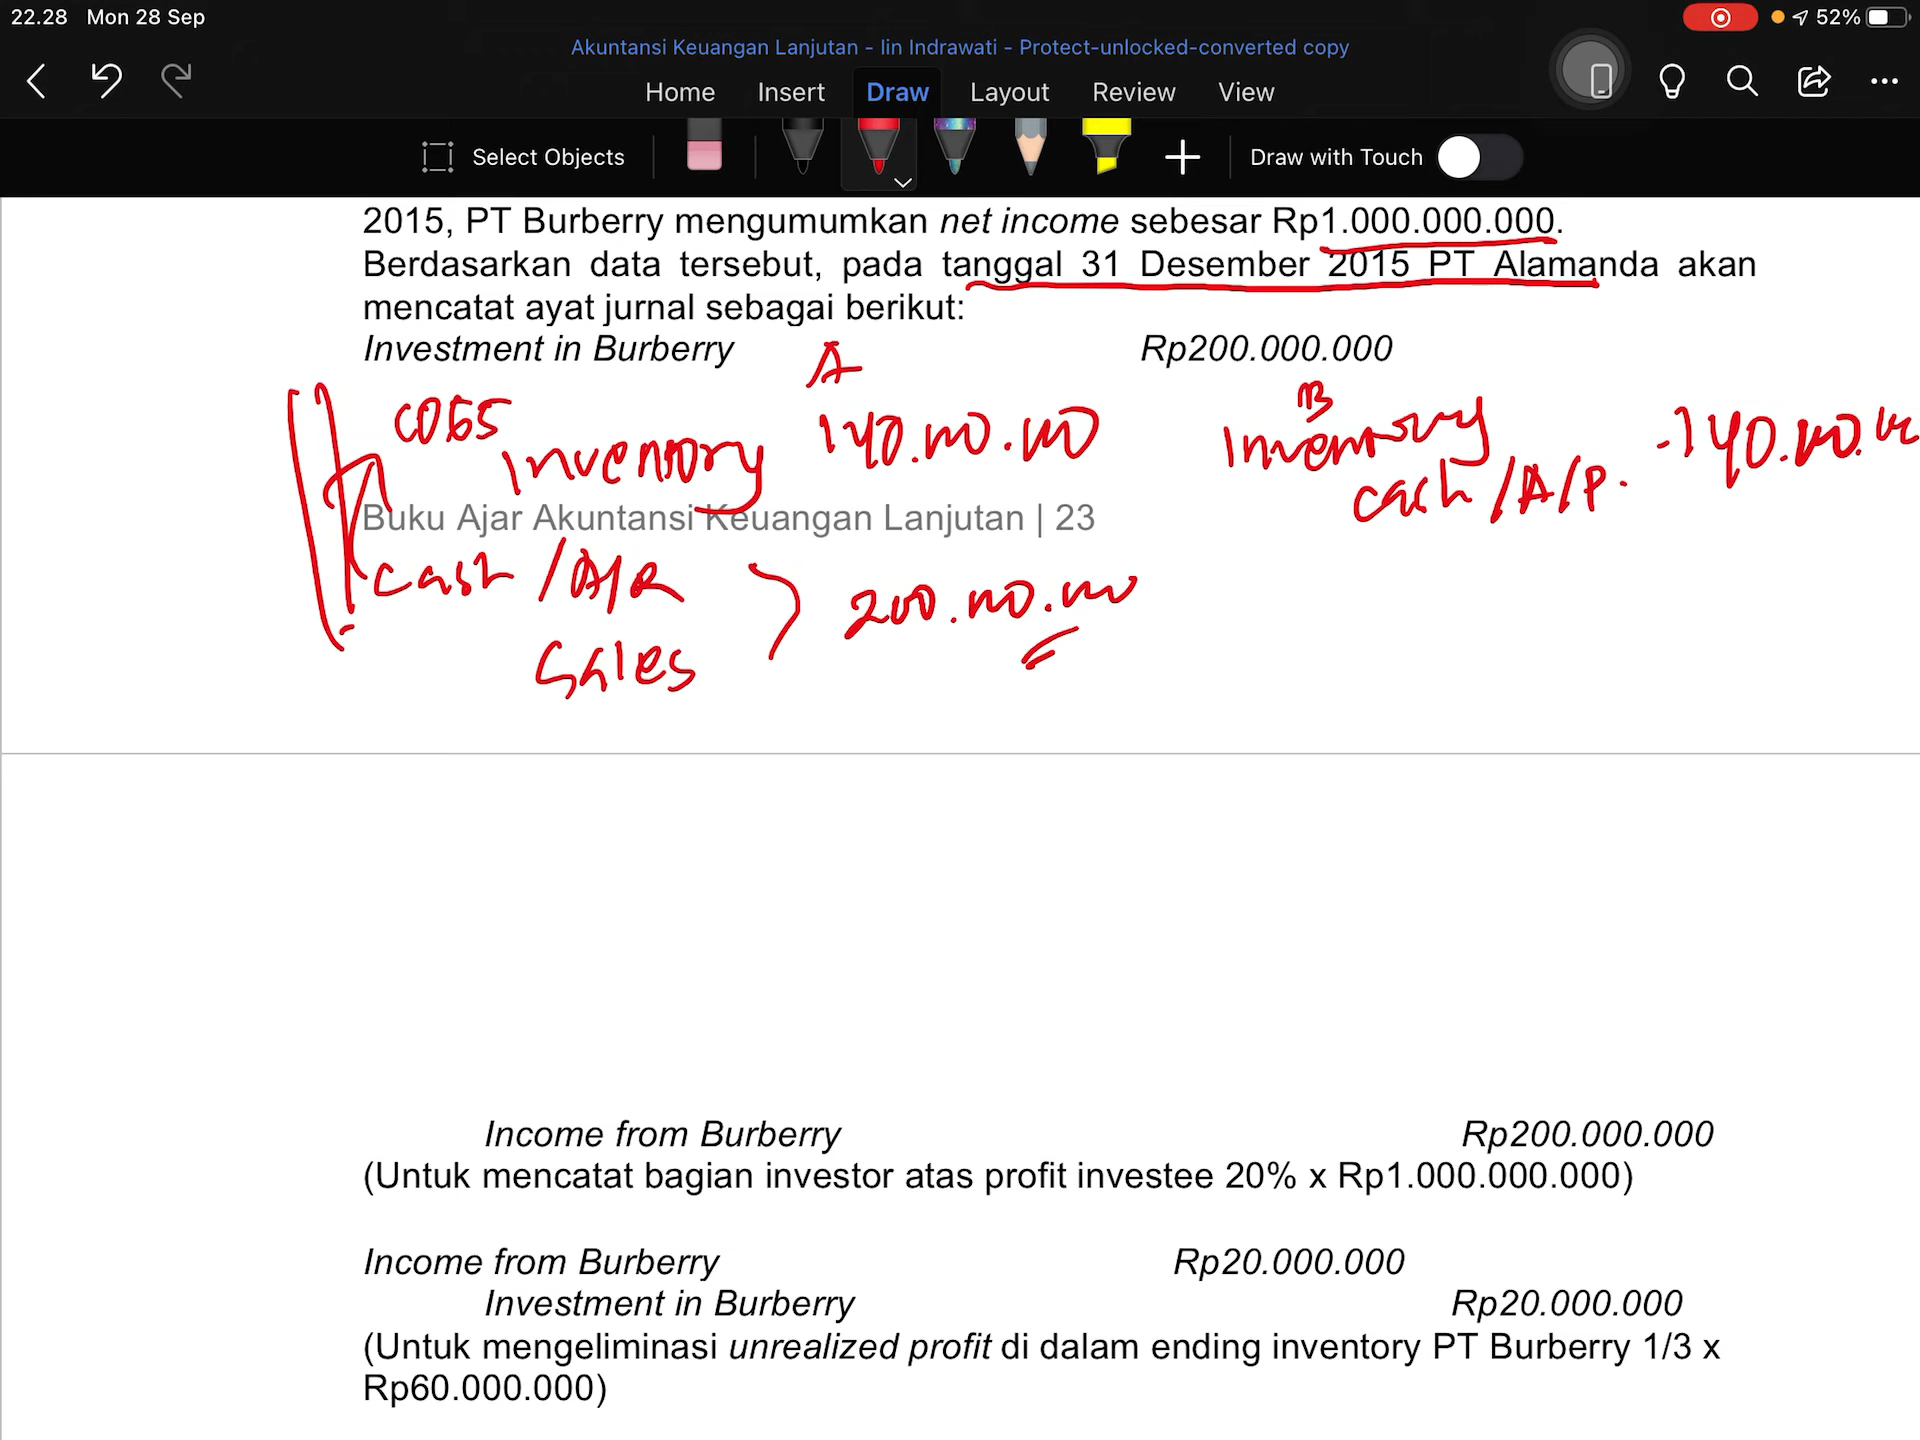 22.28 Mon 28 Sep
52%
Akuntansi Keuangan Lanjutan - Iin Indrawati - Protect-unlocked-converted copy
Home Insert Draw Layout Review View
Select Objects
Draw with Touch
2015, PT Burberry mengumumkan net income sebesar Rp1.000.000.000.
Berdasarkan data tersebut, pada tanggal 31 Desember 2015 PT Alamanda akan
mencatat ayat jurnal sebagai berikut:
Investment in Burberry Rp200.000.000
A
B
COGS
Inventory 140.000.000
Inventory
cash/A/P.
Buku Ajar Akuntansi Keuangan Lanjutan | 23
cash/A/R
Sales
200.000.000
Income from Burberry Rp200.000.000
(Untuk mencatat bagian investor atas profit investee 20% x Rp1.000.000.000)
Income from Burberry Rp20.000.000
Investment in Burberry Rp20.000.000
(Untuk mengeliminasi unrealized profit di dalam ending inventory PT Burberry 1/3 x
Rp60.000.000)